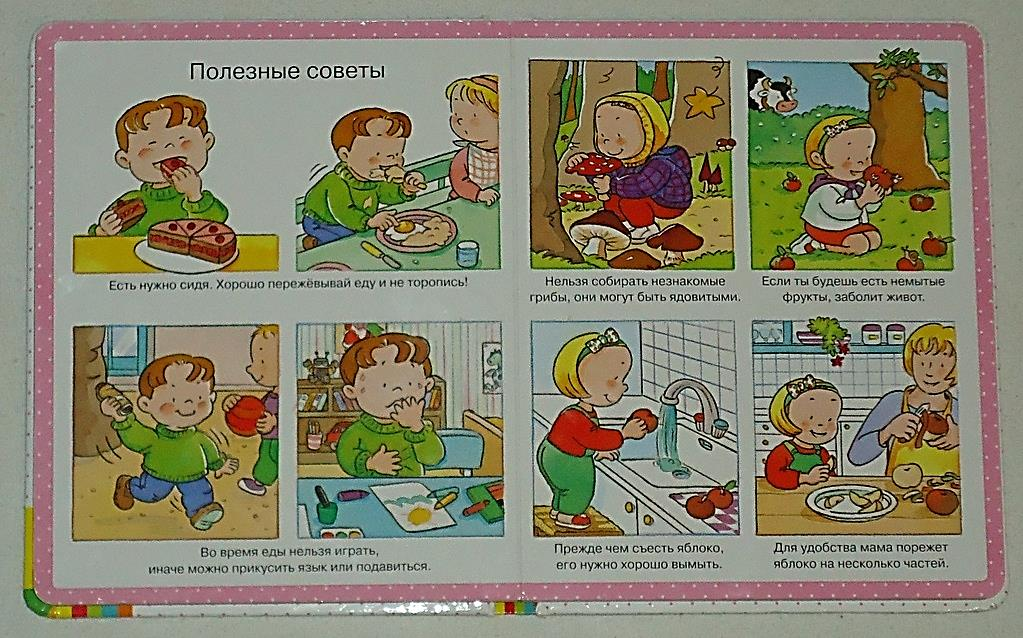 Полезные советы
Есть нужно сидя. Хорошо пережёвывай еду и не торопись!
Во время еды нельзя играть,
иначе можно прикусить язык или подавиться.
Нельзя собирать незнакомые
грибы, они могут быть ядовитыми.
Если ты будешь есть немытые
фрукты, заболит живот.
Прежде чем съесть яблоко,
его нужно хорошо вымыть.
Для удобства мама порежет
яблоко на несколько частей.